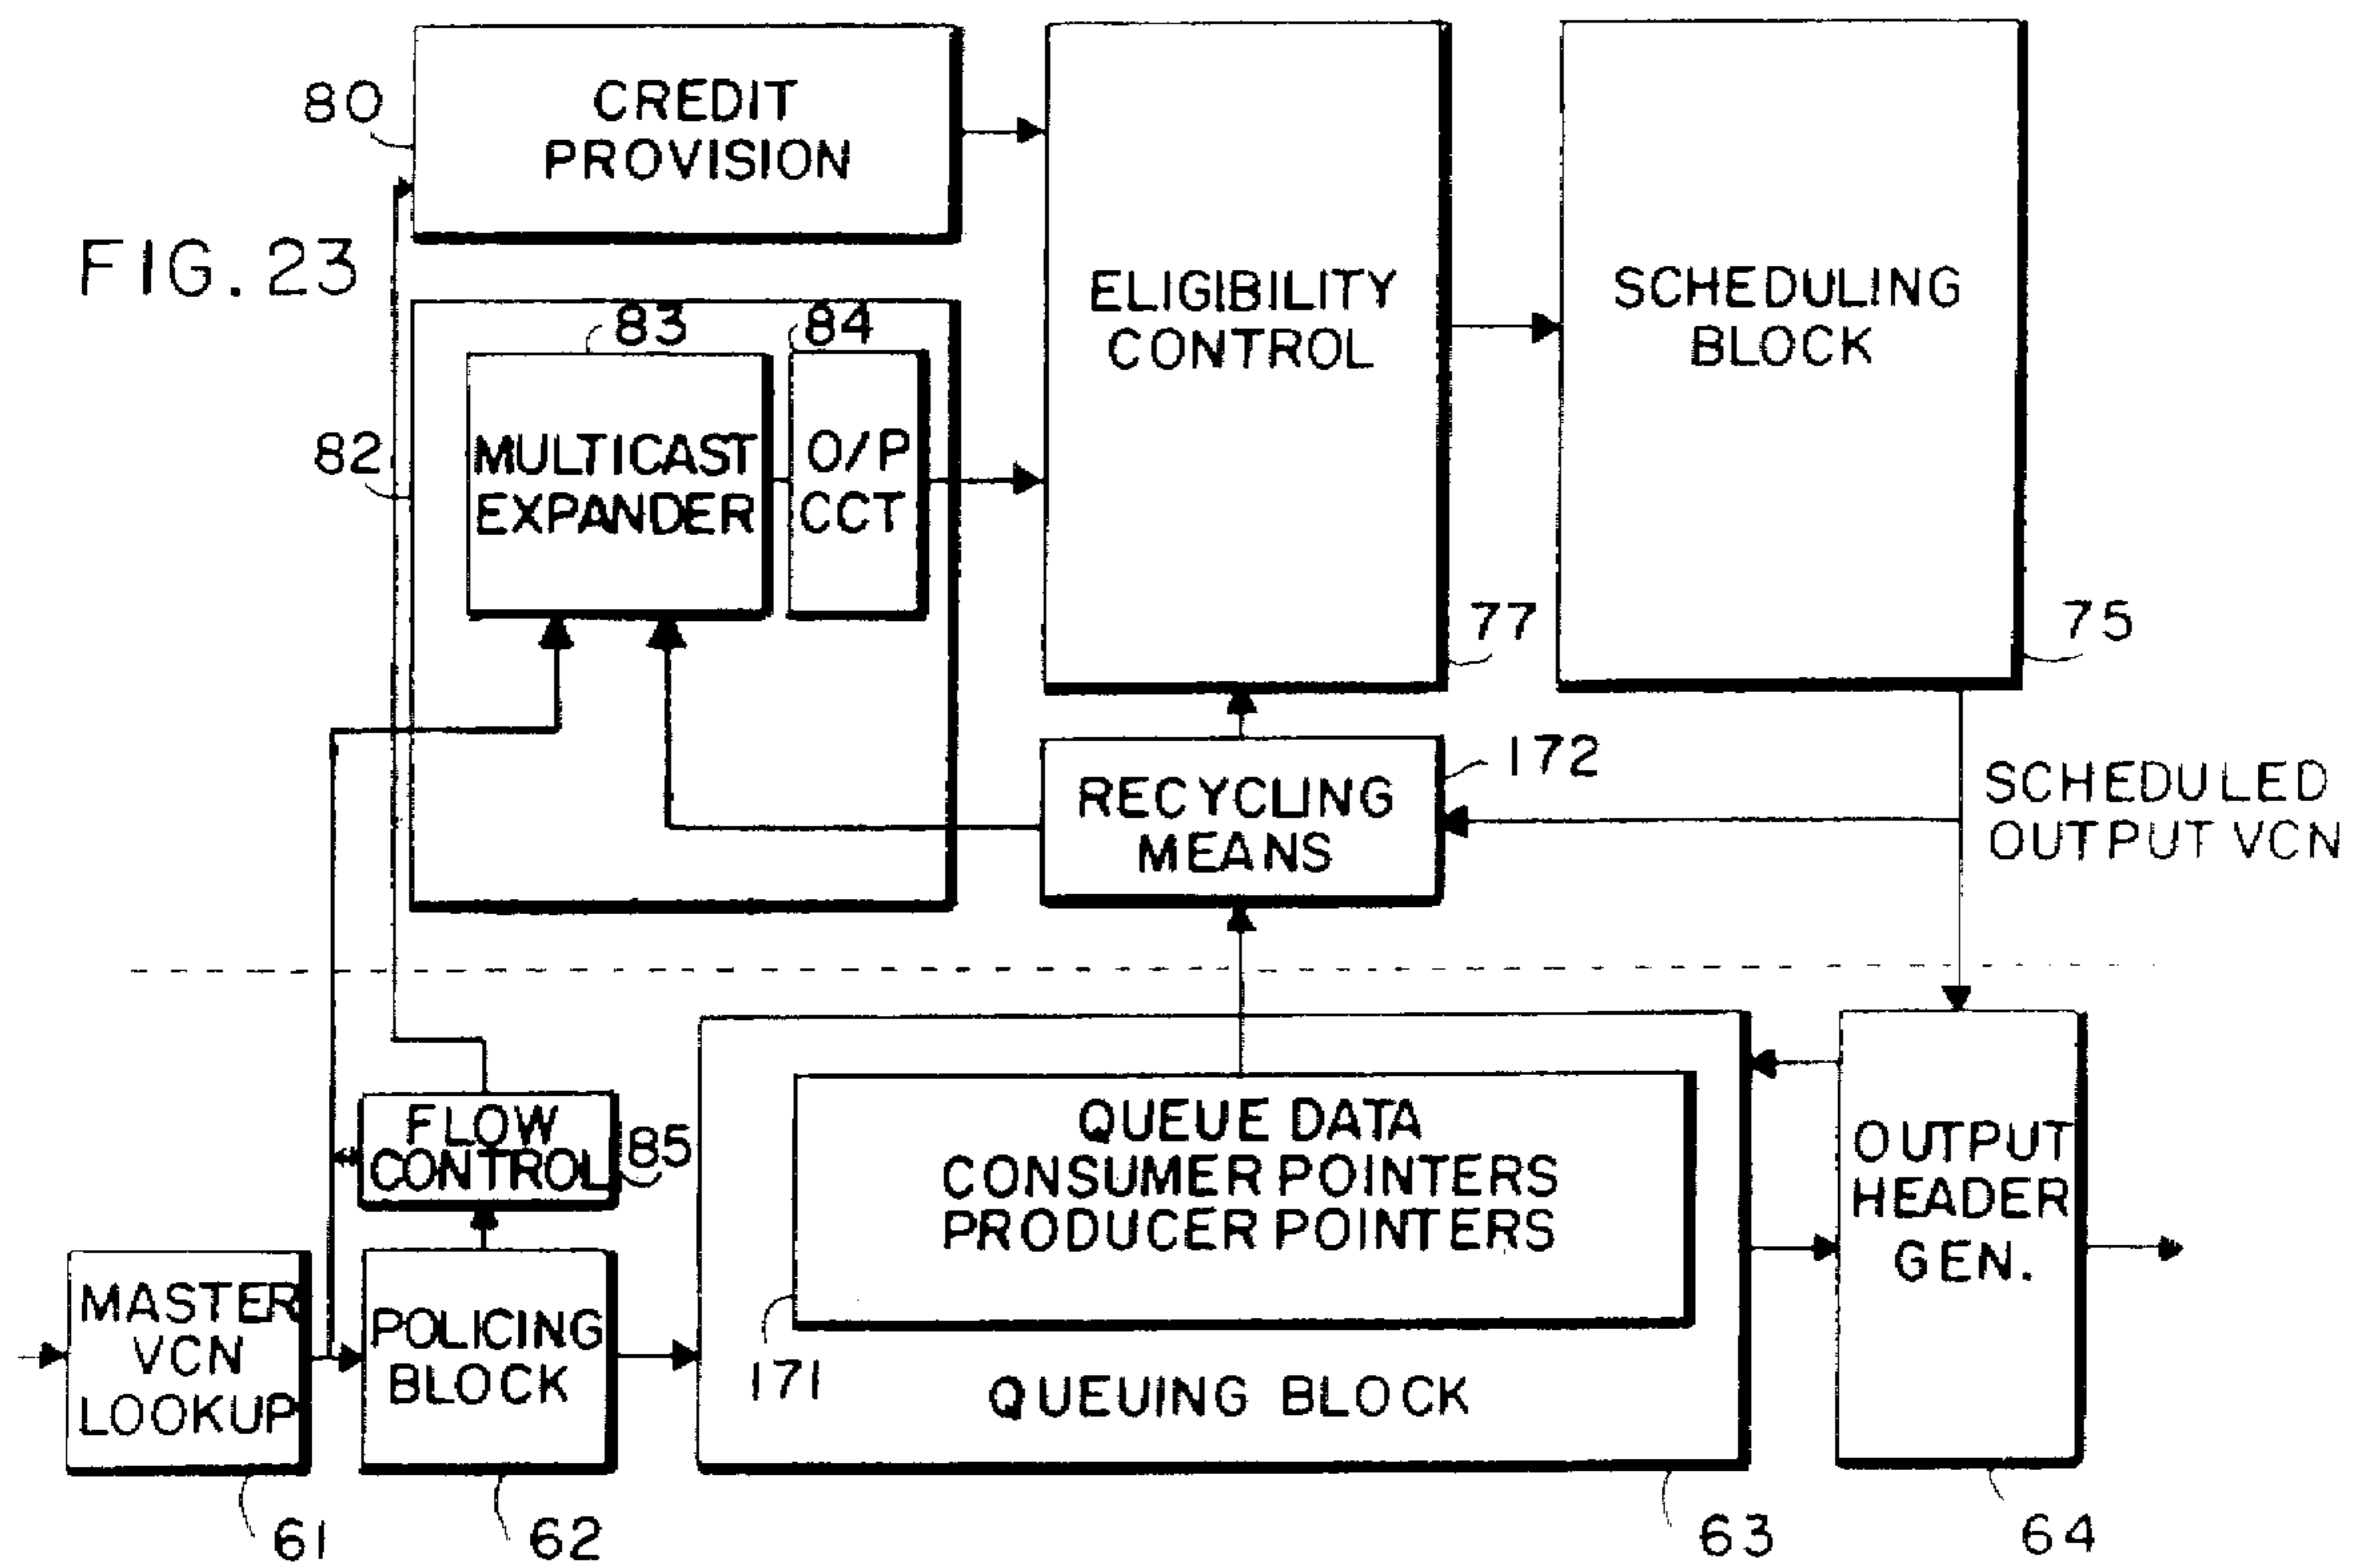 FIG. 23
80
CREDIT
PROVISION
83
84
82
MULTICAST
EXPANDER
O/P
CCT
ELIGIBILITY
CONTROL
77
SCHEDULING
BLOCK
75
RECYCLING
MEANS
172
SCHEDULED
OUTPUT VCN
FLOW
CONTROL
85
MASTER
VCN
LOOKUP
61
POLICING
BLOCK
62
QUEUE DATA
CONSUMER POINTERS
PRODUCER POINTERS
171
QUEUING BLOCK
63
OUTPUT
HEADER
GEN.
64